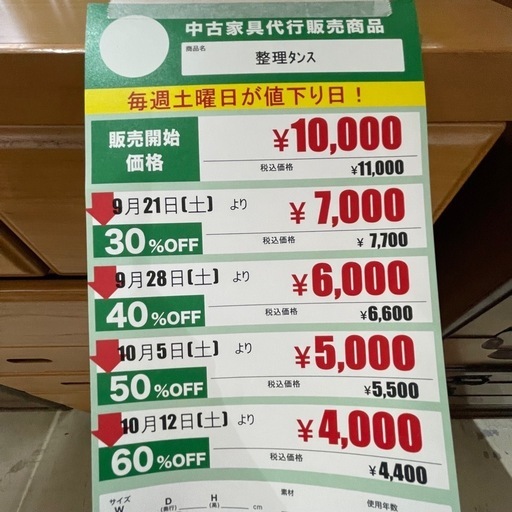 中古家具代行販売商品
商品名
整理タンス
毎週土曜日が値下り日！
販売開始価格
¥10,000
税込価格 ¥11,000
9月21日(土) より
¥7,000
30%OFF
税込価格 ¥7,700
9月28日(土) より
¥6,000
40%OFF
税込価格 ¥6,600
10月5日(土) より
¥5,000
50%OFF
税込価格 ¥5,500
10月12日(土) より
¥4,000
60%OFF
税込価格 ¥4,400
サイズ
W D(奥行) H(高) cm
素材
使用年数